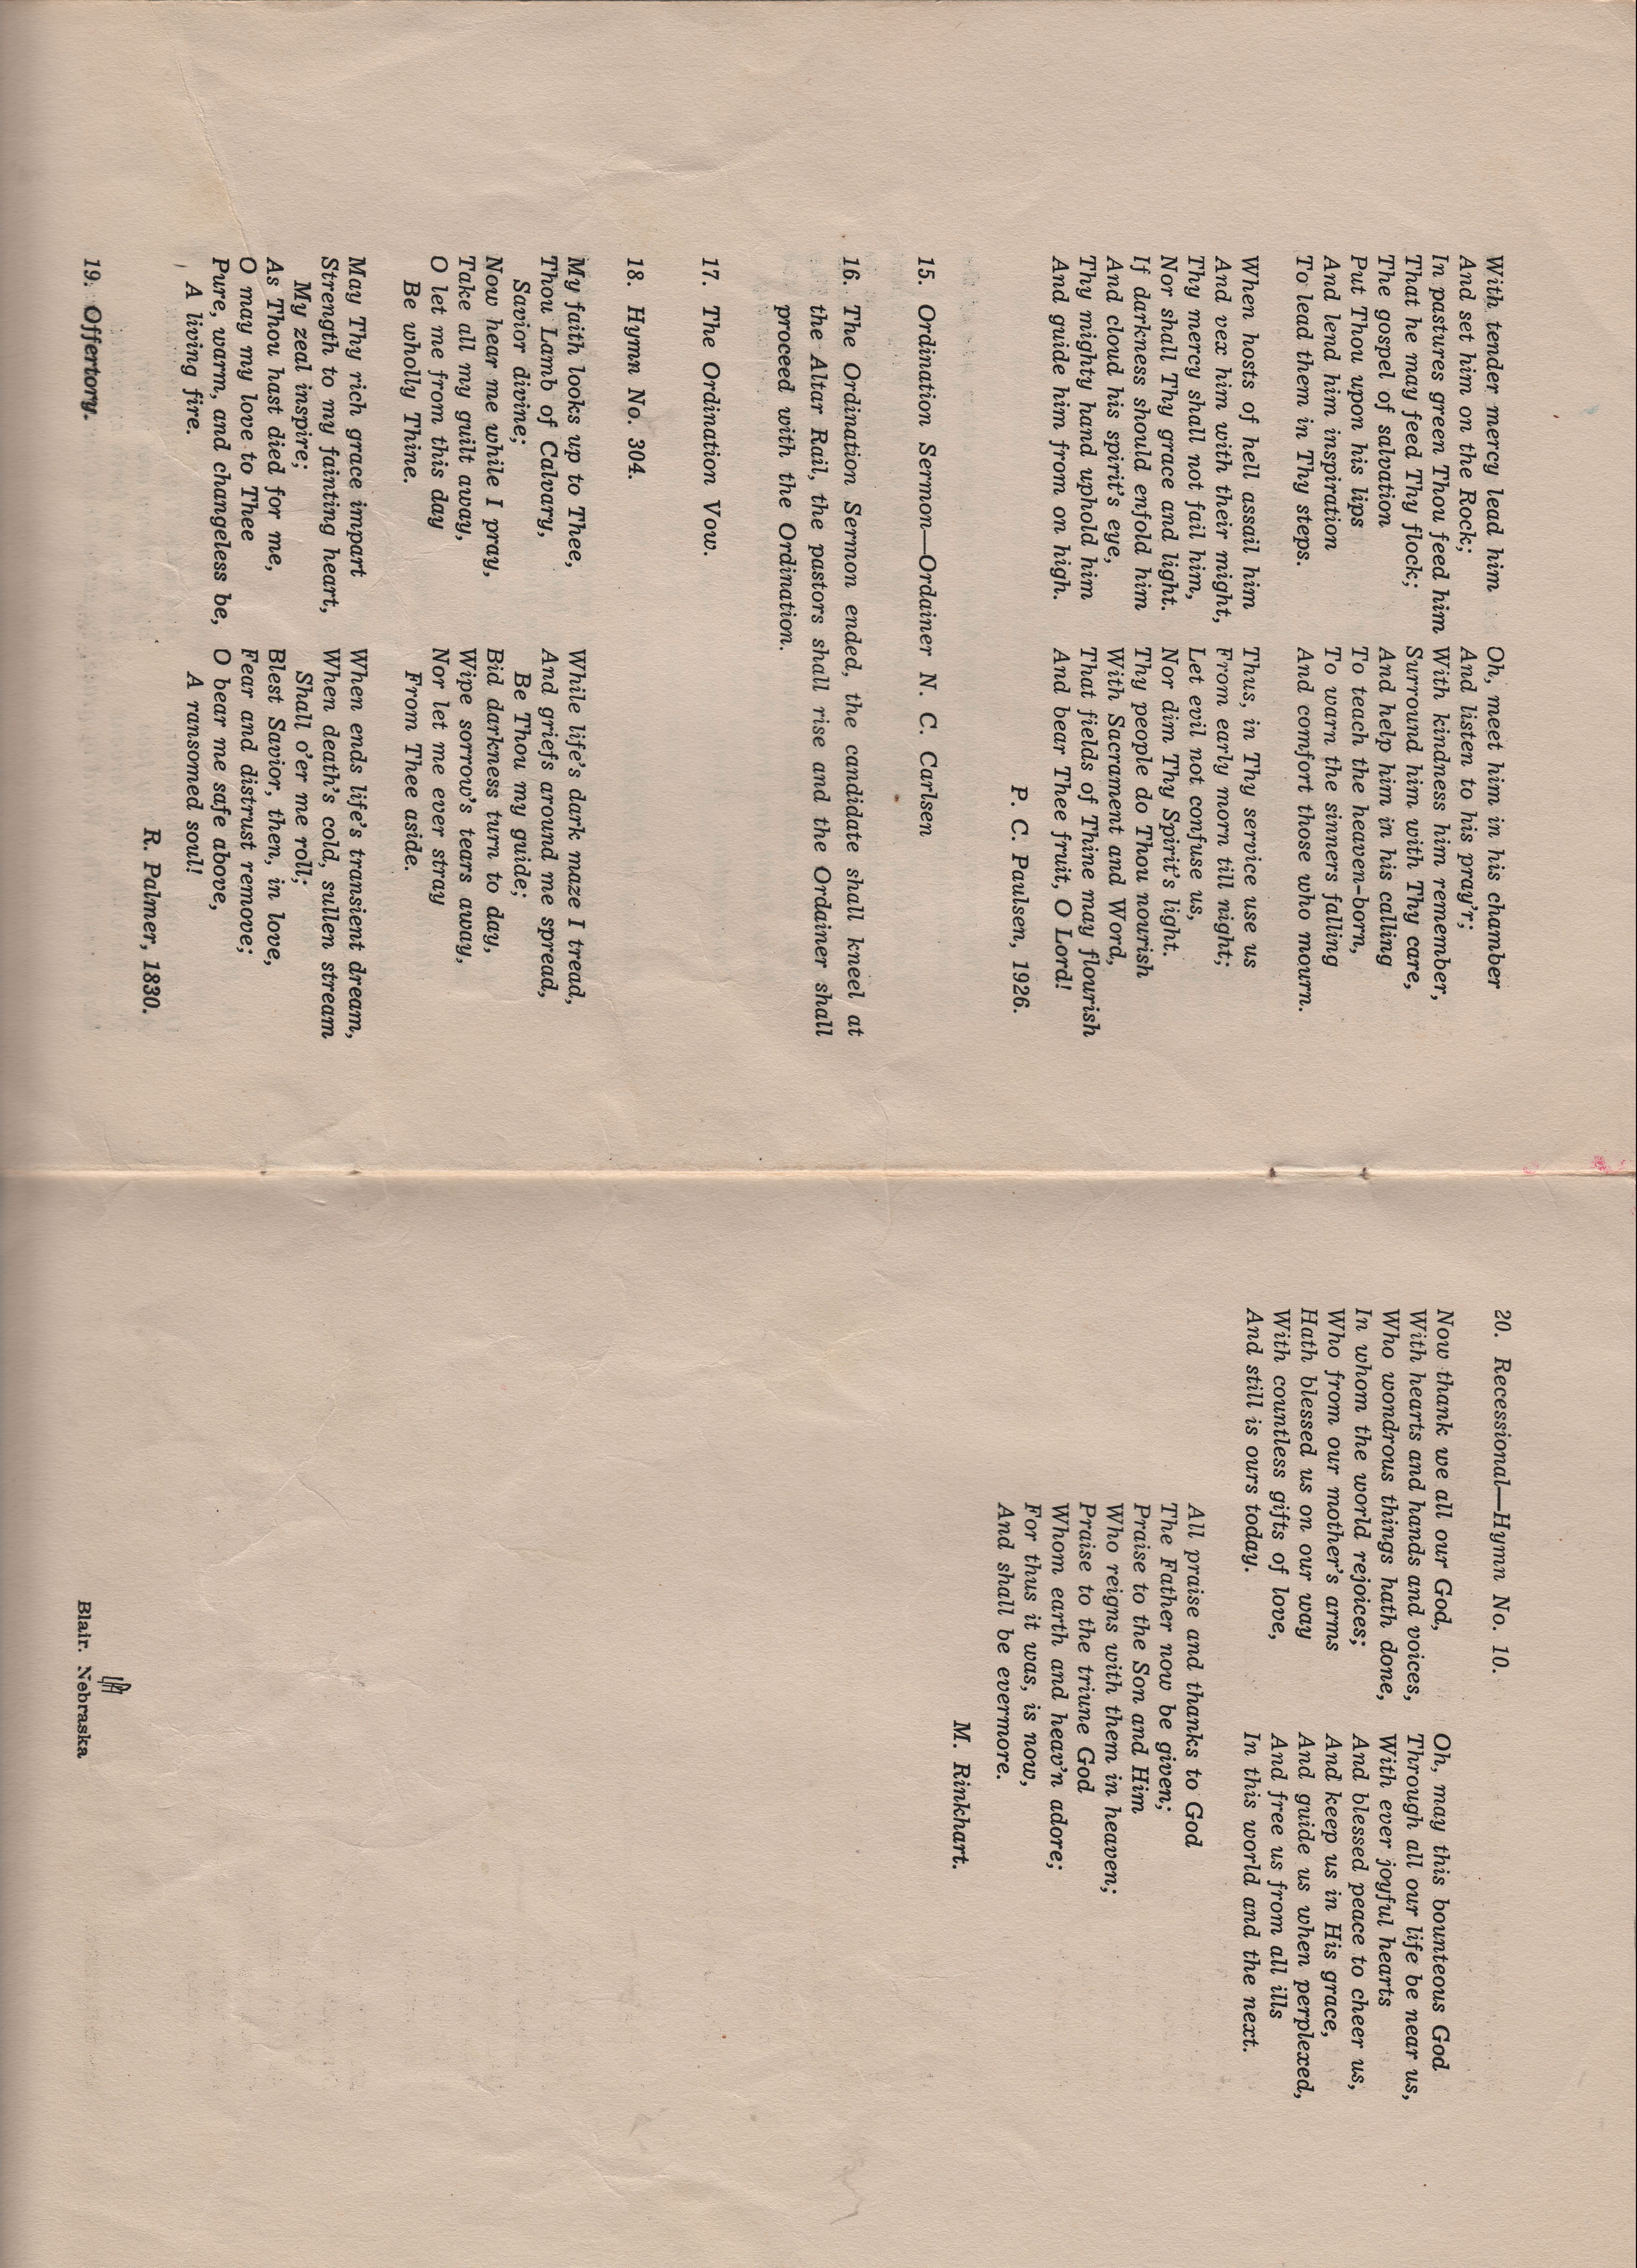 With tender mercy lead him
And set him on the Rock;
In pastures green Thou feed him
That he may feed Thy flock;
The gospel of salvation
Put Thou upon his lips
And lend him inspiration
To lead them in Thy steps.
Oh, meet him in his chamber
And listen to his pray'r;
With kindness him remember,
Surround him with Thy care,
And help him in his calling
To teach the heaven-born,
To warn the sinners falling
And comfort those who mourn.
When hosts of hell assail him
And vex him with their might,
Thy mercy shall not fail him,
Nor shall Thy grace and light.
If darkness should enfold him
And cloud his spirit's eye,
Thy mighty hand uphold him
And guide him from on high.
Thus, in Thy service use us
From early morn till night;
Let evil not confuse us,
Nor dim Thy Spirit's light.
Thy people do Thou nourish
With Sacrament and Word,
That fields of Thine may flourish
And bear Thee fruit, O Lord!
P. C. Paulsen, 1926.
15. Ordination Sermon—Ordainer N. C. Carlsen
16. The Ordination Sermon ended, the candidate shall kneel at
the Altar Rail, the pastors shall rise and the Ordainer shall
proceed with the Ordination.
17. The Ordination Vow.
18. Hymn No. 304.
My faith looks up to Thee,
Thou Lamb of Calvary,
Savior divine;
Now hear me while I pray,
Take all my guilt away,
O let me from this day
Be wholly Thine.
While life's dark maze I tread,
And griefs around me spread,
Be Thou my guide;
Bid darkness turn to day,
Wipe sorrow's tears away,
Nor let me ever stray
From Thee aside.
May Thy rich grace impart
Strength to my fainting heart,
My zeal inspire;
As Thou hast died for me,
O may my love to Thee
Pure, warm, and changeless be,
A living fire.
When ends life's transient dream,
When death's cold, sullen stream
Shall o'er me roll;
Blest Savior, then, in love,
Fear and distrust remove;
O bear me safe above,
A ransomed soul!
R. Palmer, 1830.
19. Offertory.
20. Recessional—Hymn No. 10.
Now thank we all our God,
With hearts and hands and voices,
Who wondrous things hath done,
In whom the world rejoices;
Who from our mother's arms
Hath blessed us on our way
With countless gifts of love,
And still is ours today.
Oh, may this bounteous God
Through all our life be near us,
With ever joyful hearts
And blessed peace to cheer us,
And keep us in His grace,
And guide us when perplexed,
And free us from all ills
In this world and the next.
All praise and thanks to God
The Father now be given;
Praise to the Son and Him
Who reigns with them in heaven;
Praise to the triune God
Whom earth and heav'n adore;
For thus it was, is now,
And shall be evermore.
M. Rinkhart.
Blair. Nebraska